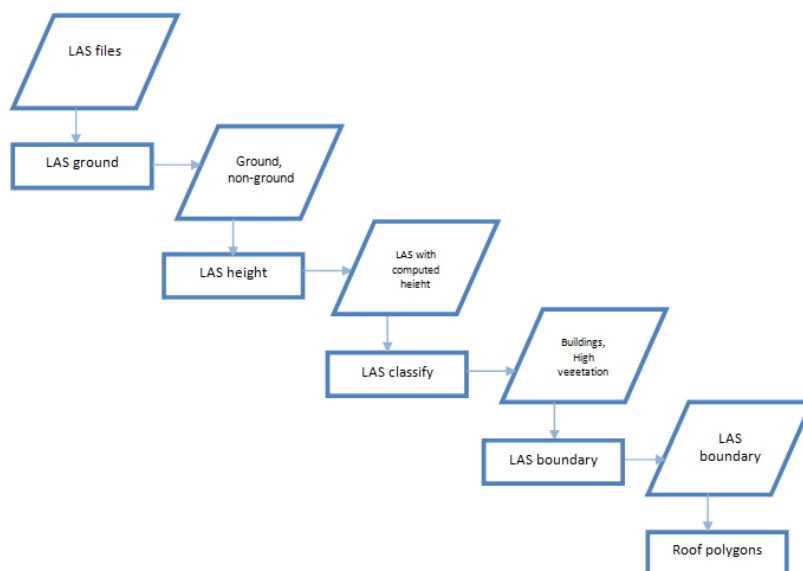 LAS files
LAS ground
Ground,
non-ground
LAS height
LAS with
computed
height
LAS classify
Buildings,
High
vegetation
LAS boundary
LAS
boundary
Roof polygons